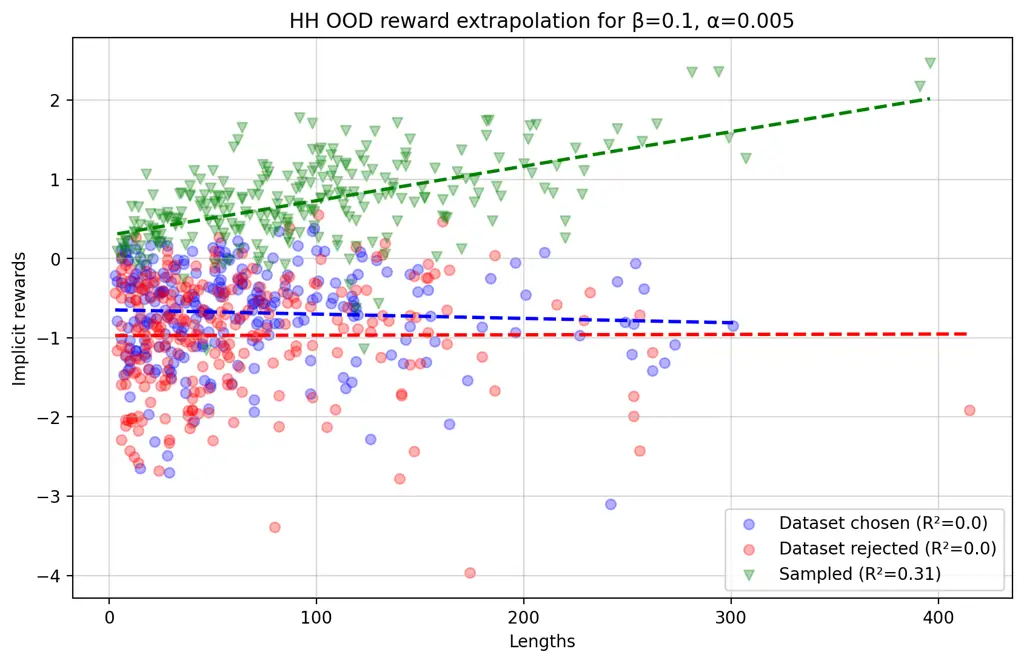 HH OOD reward extrapolation for β=0.1, α=0.005
2
1
0
−1
−2
−3
−4
Implicit rewards
0
100
200
300
400
Lengths
Dataset chosen (R²=0.0)
Dataset rejected (R²=0.0)
Sampled (R²=0.31)